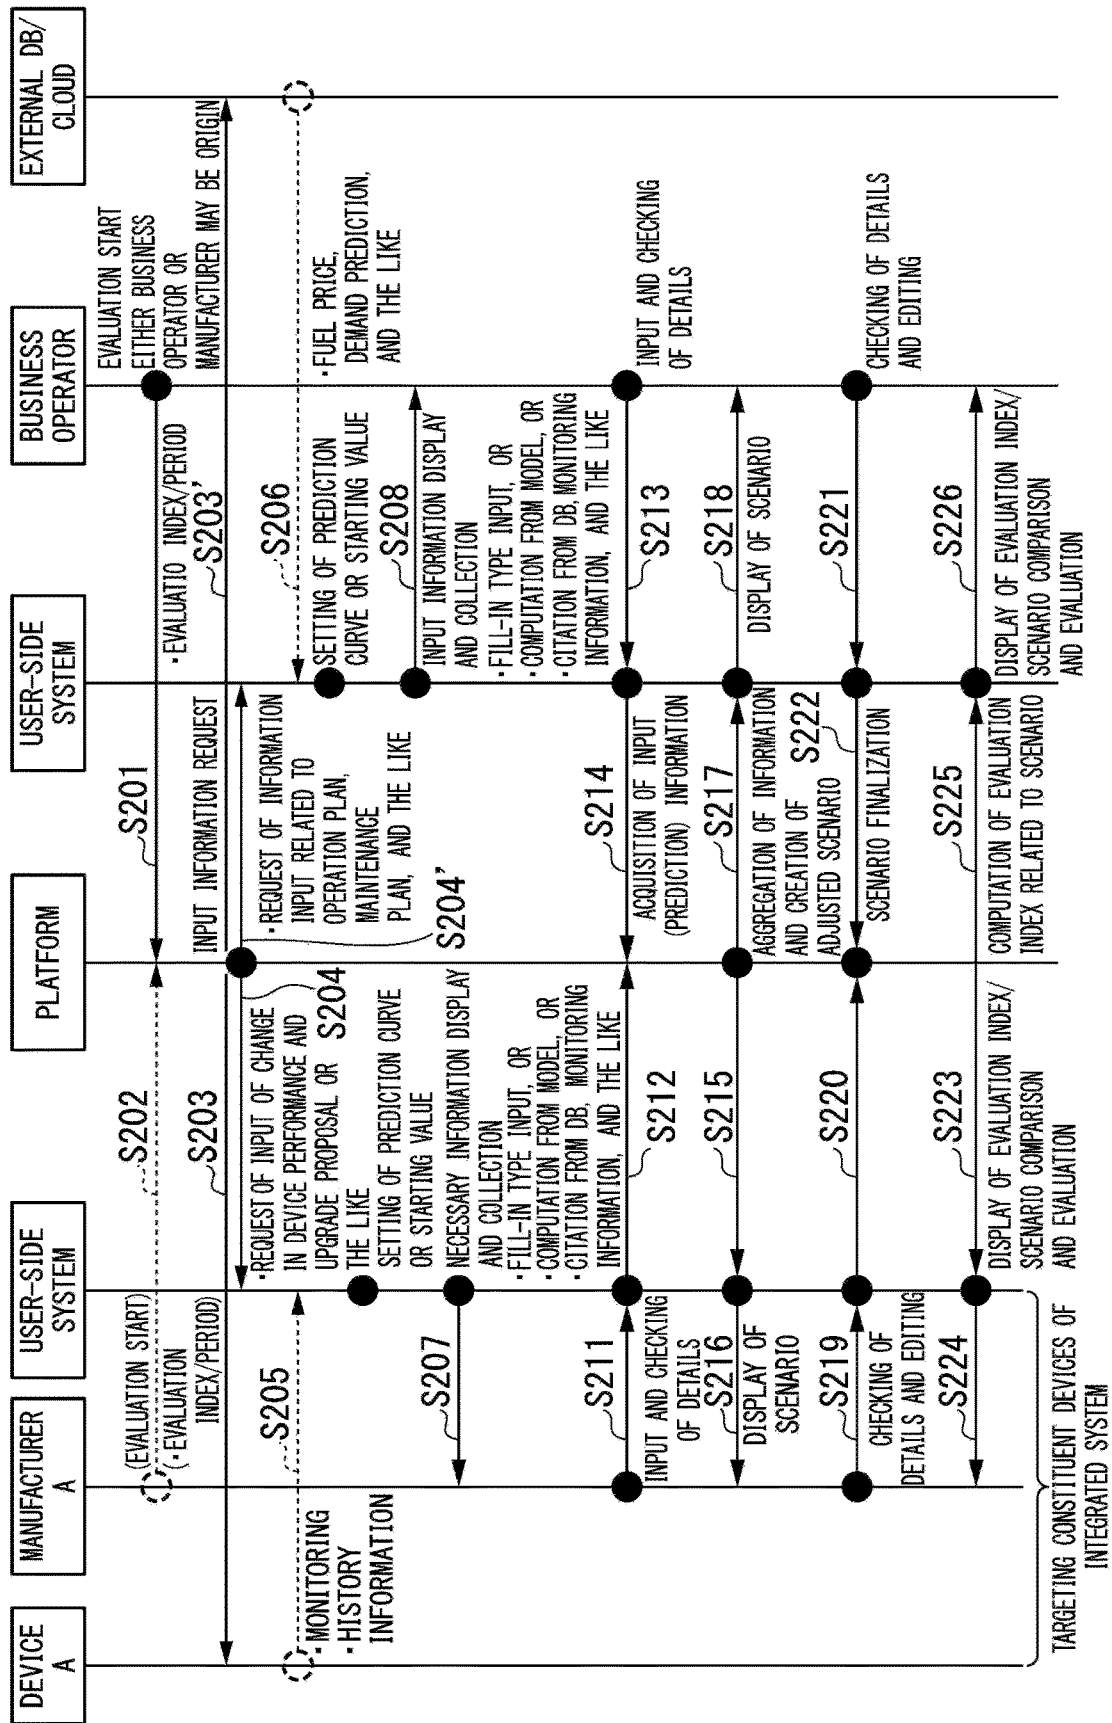 DEVICE
A
MANUFACTURER
A
USER-SIDE
SYSTEM
PLATFORM
USER-SIDE
SYSTEM
BUSINESS
OPERATOR
EXTERNAL DB/
CLOUD
(EVALUATION START)
(・EVALUATION
INDEX/PERIOD)
S202
S201
・EVALUATIO INDEX/PERIOD
EVALUATION START
EITHER BUSINESS
OPERATOR OR
MANUFACTURER MAY BE ORIGIN
S203
INPUT INFORMATION REQUEST
S203'
・REQUEST OF INPUT OF CHANGE
IN DEVICE PERFORMANCE AND
UPGRADE PROPOSAL OR
THE LIKE
S204
・REQUEST OF INFORMATION
INPUT RELATED TO
OPERATION PLAN,
MAINTENANCE
PLAN, AND THE LIKE
S204'
・MONITORING
・HISTORY
INFORMATION
S205
S206
・FUEL PRICE,
DEMAND PREDICTION,
AND THE LIKE
SETTING OF PREDICTION CURVE
OR STARTING VALUE
SETTING OF PREDICTION
CURVE OR STARTING VALUE
S207
NECESSARY INFORMATION DISPLAY
AND COLLECTION
・FILL-IN TYPE INPUT, OR
・COMPUTATION FROM MODEL, OR
・CITATION FROM DB, MONITORING
INFORMATION, AND THE LIKE
S208
INPUT INFORMATION DISPLAY
AND COLLECTION
・FILL-IN TYPE INPUT, OR
・COMPUTATION FROM MODEL, OR
・CITATION FROM DB, MONITORING
INFORMATION, AND THE LIKE
S211
INPUT AND CHECKING
OF DETAILS
S212
S214
ACQUISITION OF INPUT
(PREDICTION) INFORMATION
S213
INPUT AND CHECKING
OF DETAILS
S216
DISPLAY OF
SCENARIO
S215
S217
AGGREGATION OF INFORMATION
AND CREATION OF
ADJUSTED SCENARIO
S218
DISPLAY OF SCENARIO
S219
CHECKING OF
DETAILS AND EDITING
S220
S222
SCENARIO FINALIZATION
S221
CHECKING OF DETAILS
AND EDITING
S224
S223
DISPLAY OF EVALUATION INDEX/
SCENARIO COMPARISON
AND EVALUATION
S225
COMPUTATION OF EVALUATION
INDEX RELATED TO SCENARIO
S226
DISPLAY OF EVALUATION INDEX/
SCENARIO COMPARISON
AND EVALUATION
TARGETING CONSTITUENT DEVICES OF
INTEGRATED SYSTEM